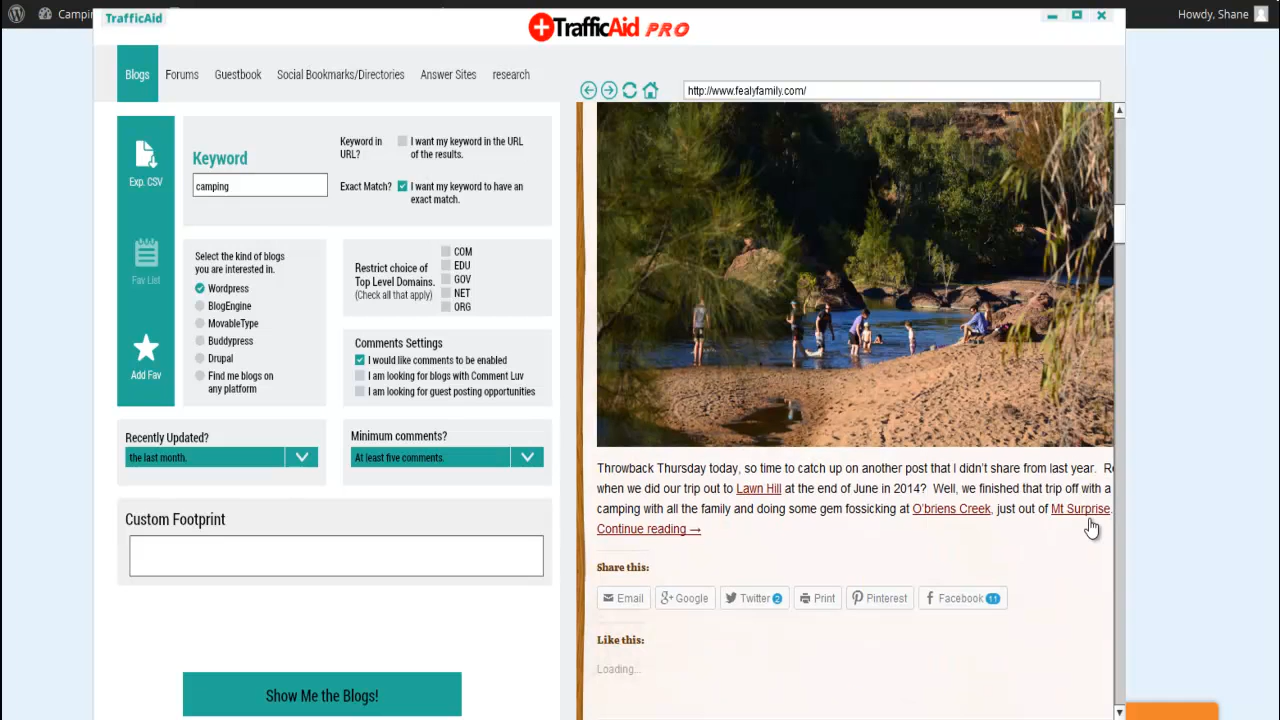 Campin
Howdy, Shane
TrafficAid
TrafficAid PRO
Blogs
Forums
Guestbook
Social Bookmarks/Directories
Answer Sites
research
http://www.fealyfamily.com/
Exp. CSV
Fav List
Add Fav
Keyword
camping
Keyword in
URL?
I want my keyword in the URL
of the results.
Exact Match?
I want my keyword to have an
exact match.
Select the kind of blogs
you are interested in.
Wordpress
BlogEngine
MovableType
Buddypress
Drupal
Find me blogs on
any platform
Restrict choice of
Top Level Domains.
(Check all that apply)
COM
EDU
GOV
NET
ORG
Comments Settings
I would like comments to be enabled
I am looking for blogs with Comment Luv
I am looking for guest posting opportunities
Recently Updated?
the last month.
Minimum comments?
At least five comments.
Custom Footprint
Show Me the Blogs!
Throwback Thursday today, so time to catch up on another post that I didn't share from last year. Re
when we did our trip out to Lawn Hill at the end of June in 2014? Well, we finished that trip off with a
camping with all the family and doing some gem fossicking at O'briens Creek, just out of Mt Surprise.
Continue reading →
Share this:
Email
Google
Twitter 2
Print
Pinterest
Facebook 11
Like this:
Loading...